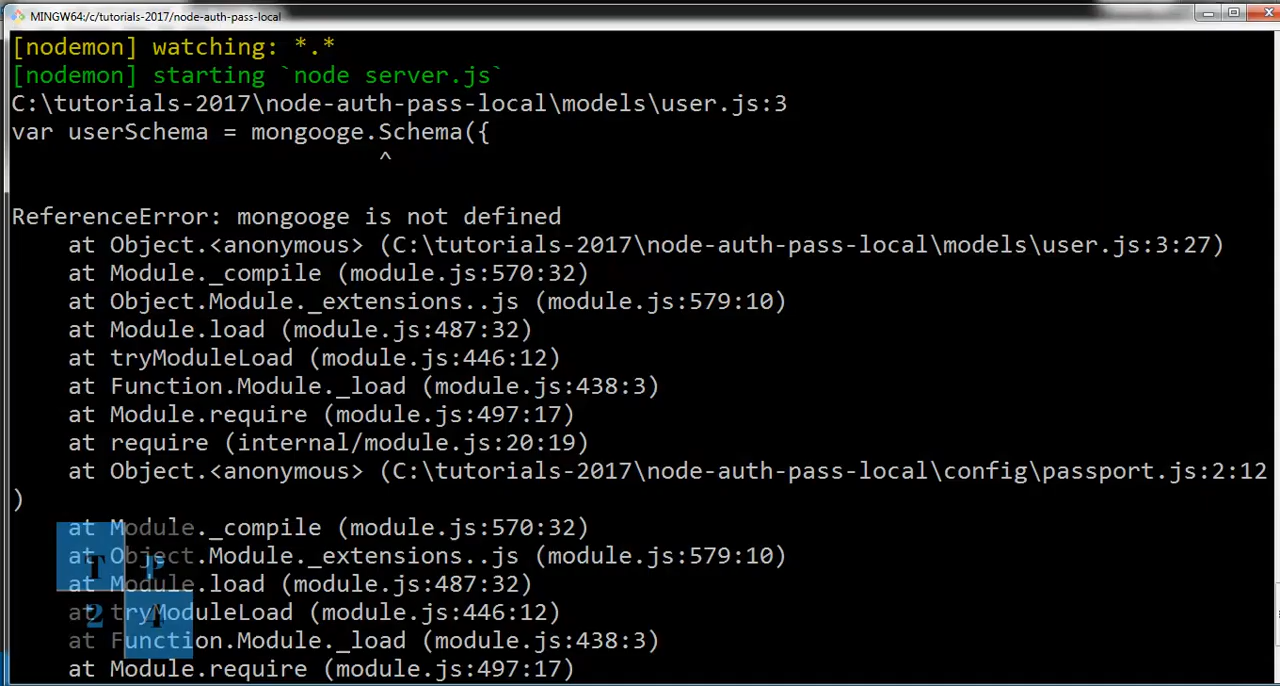 MINGW64:/c/tutorials-2017/node-auth-pass-local
[nodemon] watching: *.*
[nodemon] starting `node server.js`
C:\tutorials-2017\node-auth-pass-local\models\user.js:3
var userSchema = mongooge.Schema({
^
ReferenceError: mongooge is not defined
at Object.<anonymous> (C:\tutorials-2017\node-auth-pass-local\models\user.js:3:27)
at Module._compile (module.js:570:32)
at Object.Module._extensions..js (module.js:579:10)
at Module.load (module.js:487:32)
at tryModuleLoad (module.js:446:12)
at Function.Module._load (module.js:438:3)
at Module.require (module.js:497:17)
at require (internal/module.js:20:19)
at Object.<anonymous> (C:\tutorials-2017\node-auth-pass-local\config\passport.js:2:12
)
at Module._compile (module.js:570:32)
at Object.Module._extensions..js (module.js:579:10)
at Module.load (module.js:487:32)
at tryModuleLoad (module.js:446:12)
at Function.Module._load (module.js:438:3)
at Module.require (module.js:497:17)
T P
2 4